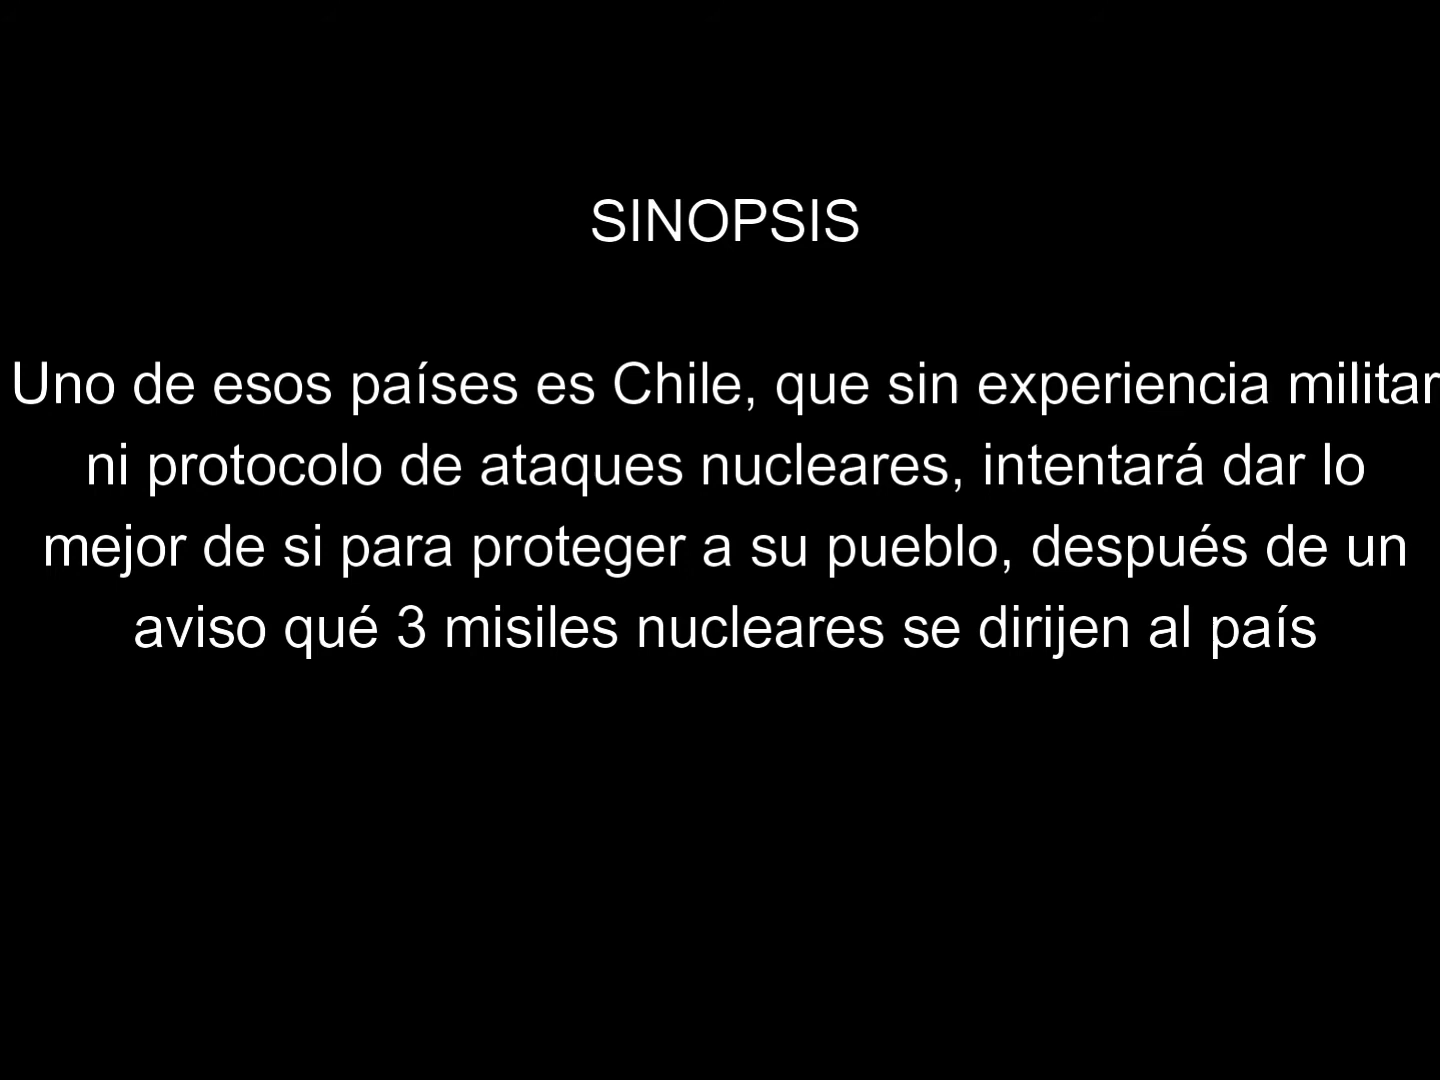 SINOPSIS
Uno de esos países es Chile, que sin experiencia militar
ni protocolo de ataques nucleares, intentará dar lo
mejor de si para proteger a su pueblo, después de un
aviso qué 3 misiles nucleares se dirijen al país